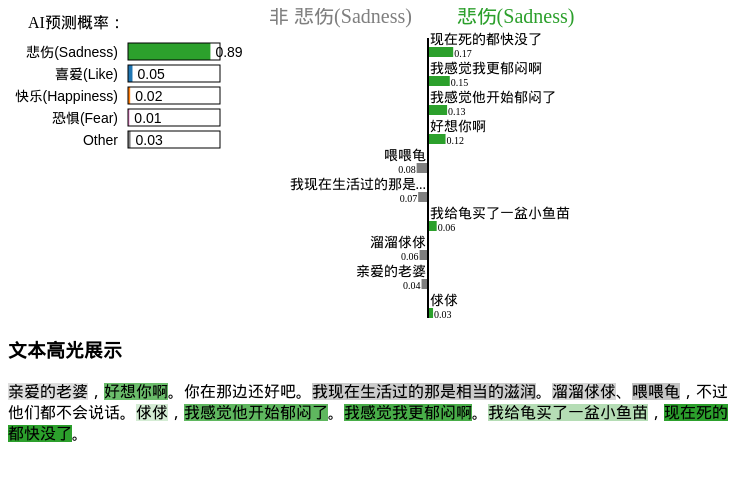 AI预测概率：
悲伤(Sadness) 0.89
喜爱(Like) 0.05
快乐(Happiness) 0.02
恐惧(Fear) 0.01
Other 0.03
非 悲伤(Sadness) 悲伤(Sadness)
现在死的都快没了
0.17
我感觉我更郁闷啊
0.15
我感觉他开始郁闷了
0.13
好想你啊
0.12
喂喂龟
0.08
我现在生活过的那是...
0.07
我给龟买了一盆小鱼苗
0.06
溜溜俅俅
0.06
亲爱的老婆
0.04
俅俅
0.03
文本高光展示
亲爱的老婆，好想你啊。你在那边还好吧。我现在生活过的那是相当的滋润。溜溜俅俅、喂喂龟，不过
他们都不会说话。俅俅，我感觉他开始郁闷了。我感觉我更郁闷啊。我给龟买了一盆小鱼苗，现在死的
都快没了。